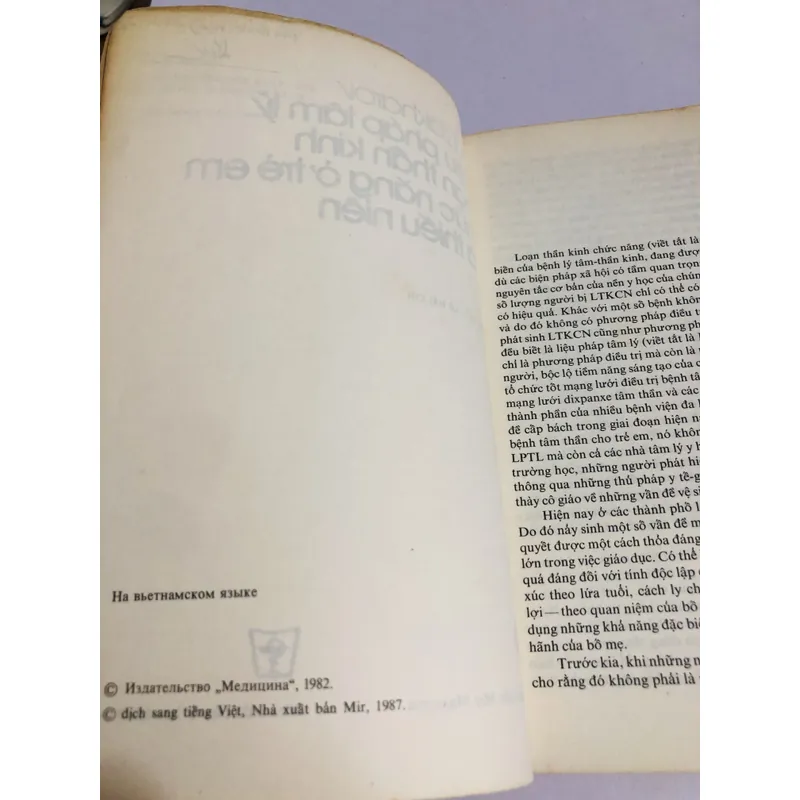 На вьетнамском языке
© Издательство „Медицина“, 1982.
© dịch sang tiếng Việt, Nhà xuất bản Mir, 1987.
Loạn thần kinh chức năng (viết tắt là
biến của bệnh lý tâm-thần kinh, đang được
dù các biện pháp xã hội có tầm quan trọn
nguyên tắc cơ bản của nền y học của chún
số lượng người bị LTKCN chỉ có thể có
có hiệu quả. Khác với một số bệnh khôn
và do đó không có phương pháp điều t
phát sinh LTKCN cũng như phương ph
đều biết là liệu pháp tâm lý (viết tắt là
chỉ là phương pháp điều trị mà còn là
người, bộc lộ tiềm năng sáng tạo của c
tổ chức tốt mạng lưới điều trị bệnh tâ
mạng lưới dixpanxe tâm thần và các
thành phần của nhiều bệnh viện đa
đề cấp bách trong giai đoạn hiện nạ
bệnh tâm thần cho trẻ em, nó khôn
LPTL mà còn cả các nhà tâm lý y h
trường học, những người phát hi
thông qua những thủ pháp y tế-g
thày cô giáo về những vấn đề vệ si
Hiện nay ở các thành phố l
Do đó nảy sinh một số vấn đề m
quyết được một cách thỏa đáng
lớn trong việc giáo dục. Có thể
quá đáng đối với tính độc lập
xúc theo lứa tuổi, cách ly ch
lợi—theo quan niệm của bố
dụng những khả năng đặc biệ
hãnh của bố mẹ.
Trước kia, khi những n
cho rằng đó không phải là